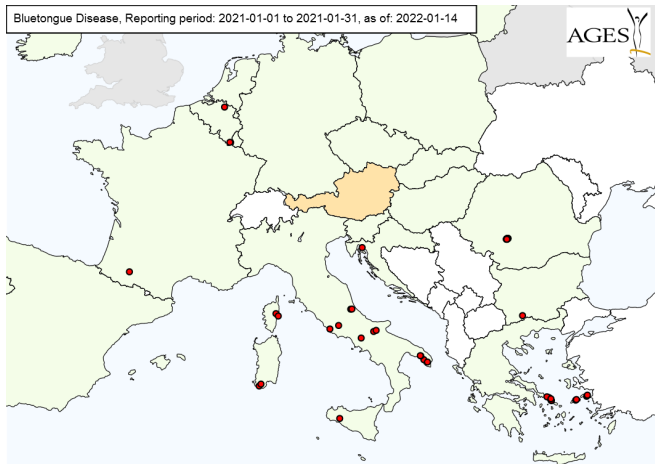 Bluetongue Disease, Reporting period: 2021-01-01 to 2021-01-31, as of: 2022-01-14
AGES